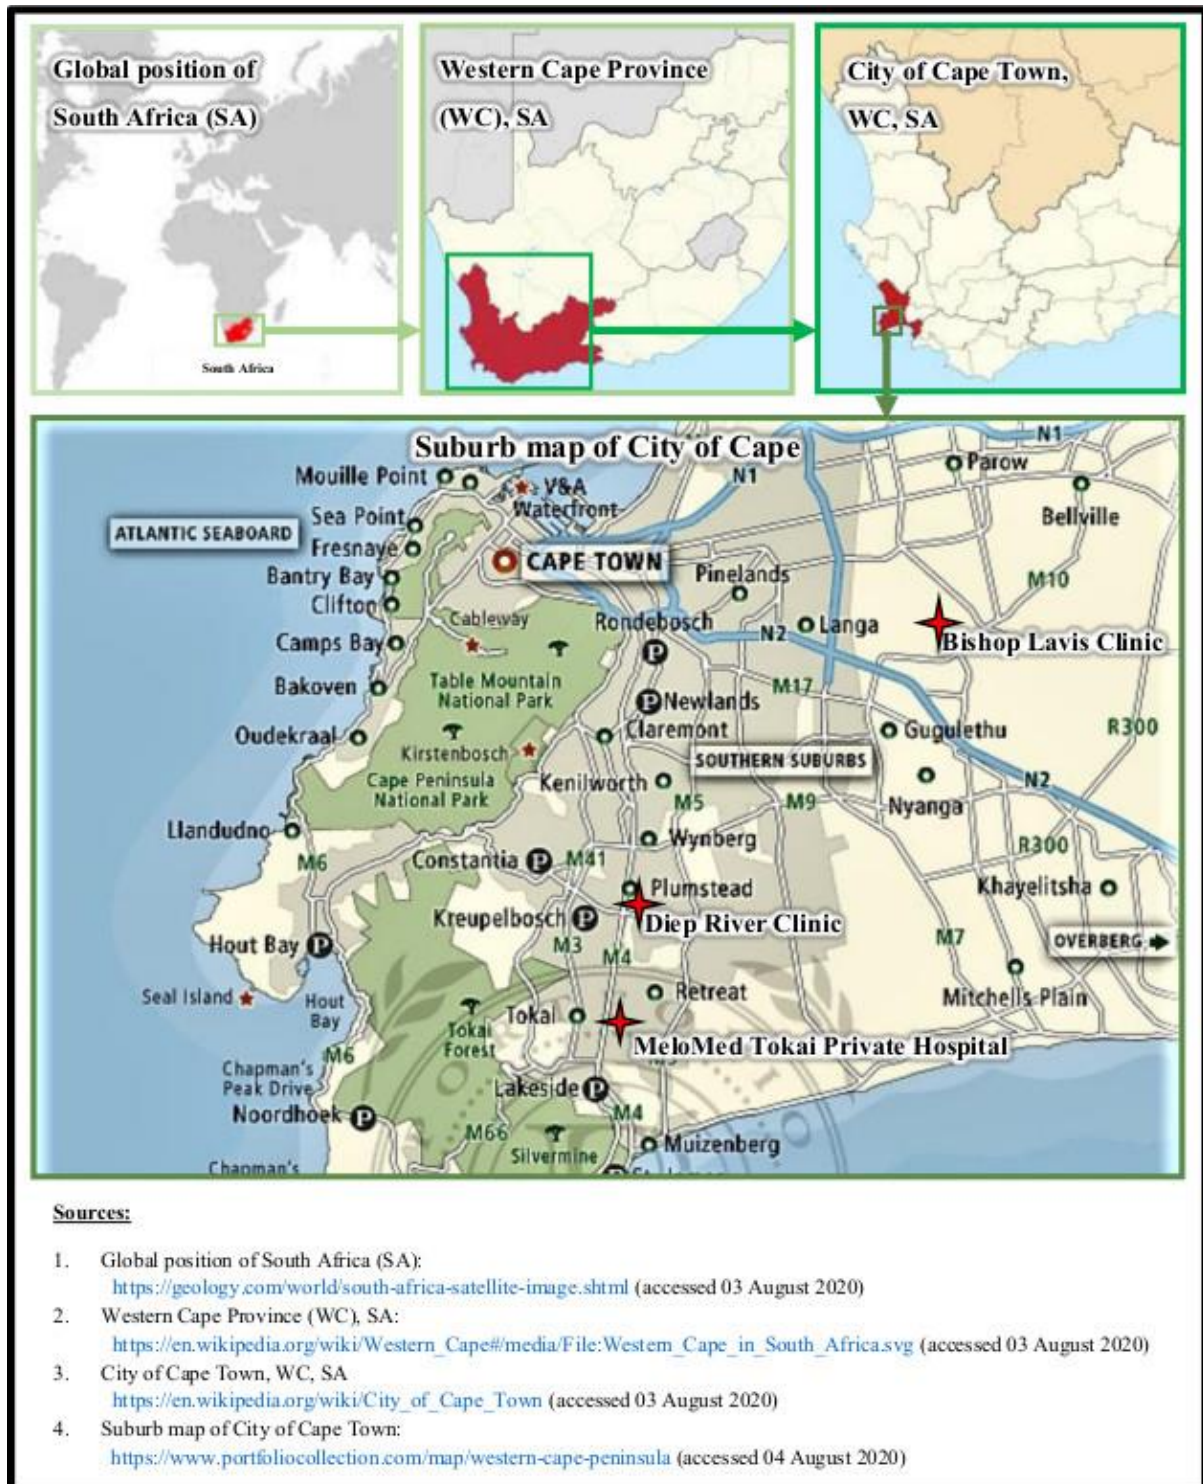 Global position of
South Africa (SA)
South Africa
Western Cape Province
(WC), SA
City of Cape Town,
WC, SA
Suburb map of City of Cape
N1
Parow
Mouille Point
V&A
Waterfront
N1
Sea Point
Bellville
ATLANTIC SEABOARD
Fresnaye
CAPE TOWN
Bantry Bay
Pinelands
M10
Clifton
Cableway
Rondebosch
N2
Langa
Camps Bay
Bishop Lavis Clinic
Table Mountain
National Park
Bakoven
M17
Newlands
Oudekraal
Claremont
Gugulethu
R300
Kirstenbosch
SOUTHERN SUBURBS
Cape Peninsula
National Park
Kenilworth
N2
M5
M9
Nyanga
Llandudno
Wynberg
R300
M6
Constantia
M41
Plumstead
Khayelitsha
Kreupelbosch
Diep River Clinic
M3
M4
M7
OVERBERG
Hout Bay
Seal Island
Hout
Bay
Retreat
Mitchells Plain
Tokai
Tokai
Forest
MeloMed Tokai Private Hospital
M6
Chapman's
Peak Drive
Lakeside
Noordhoek
M4
M66
Muizenberg
Silvermine
Chapman's
Sources:
1. Global position of South Africa (SA):
https://geology.com/world/south-africa-satellite-image.shtml (accessed 03 August 2020)
2. Western Cape Province (WC), SA:
https://en.wikipedia.org/wiki/Western_Cape#/media/File:Western_Cape_in_South_Africa.svg (accessed 03 August 2020)
3. City of Cape Town, WC, SA
https://en.wikipedia.org/wiki/City_of_Cape_Town (accessed 03 August 2020)
4. Suburb map of City of Cape Town:
https://www.portfoliocollection.com/map/western-cape-peninsula (accessed 04 August 2020)